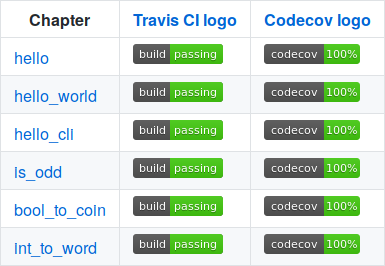 Chapter Travis CI logo Codecov logo
hello build passing codecov 100%
hello_world build passing codecov 100%
hello_cli build passing codecov 100%
is_odd build passing codecov 100%
bool_to_coin build passing codecov 100%
int_to_word build passing codecov 100%